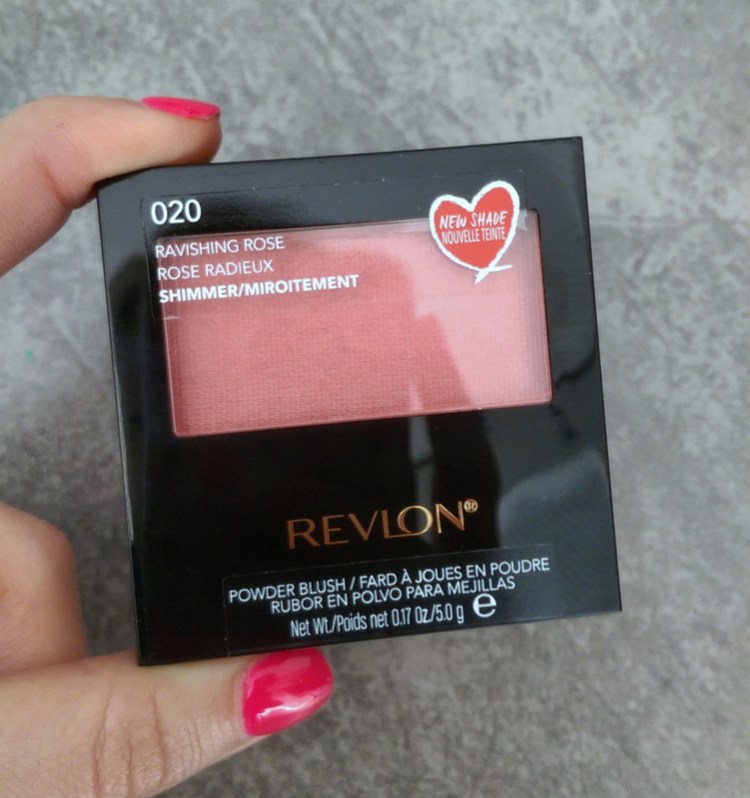 020
RAVISHING ROSE
ROSE RADIEUX
SHIMMER/MIROITEMENT
NEW SHADE
NOUVELLE TEINTE
REVLON®
POWDER BLUSH / FARD À JOUES EN POUDRE
RUBOR EN POLVO PARA MEJILLAS
Net Wt./Poids net 0.17 Oz/5.0 g ℮